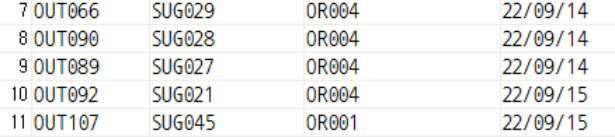 7 OUT066 SUG029 OR004 22/09/14
8 OUT090 SUG028 OR004 22/09/14
9 OUT089 SUG027 OR004 22/09/14
10 OUT092 SUG021 OR004 22/09/15
11 OUT107 SUG045 OR001 22/09/15